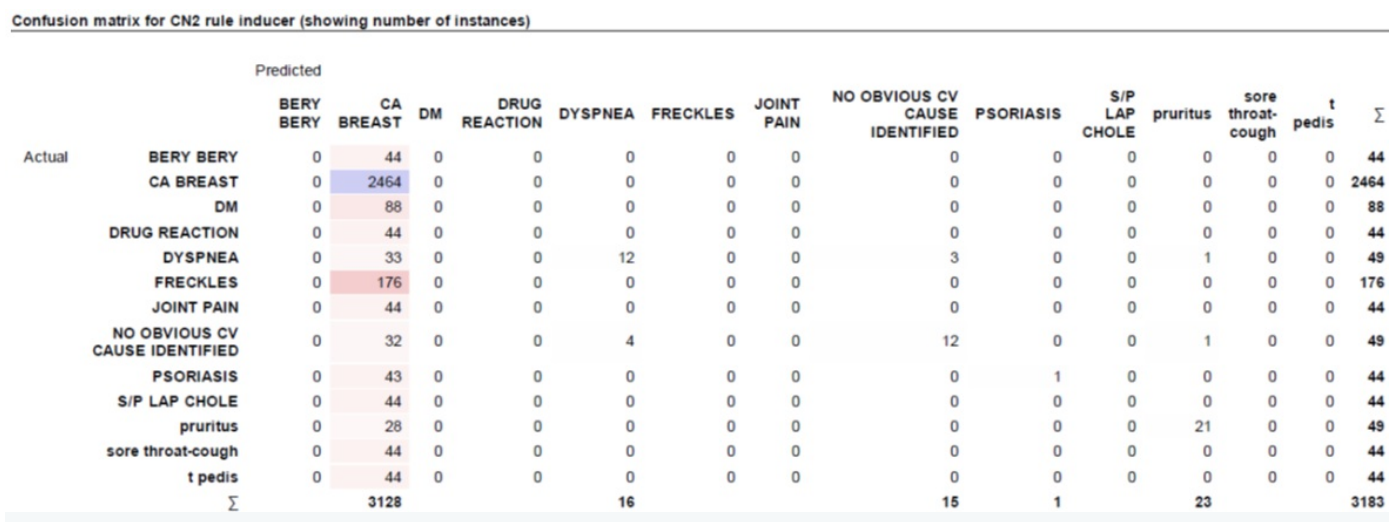 Confusion matrix for CN2 rule inducer (showing number of instances)
Predicted
BERY BERY CA BREAST DM DRUG REACTION DYSPNEA FRECKLES JOINT PAIN NO OBVIOUS CV CAUSE IDENTIFIED PSORIASIS S/P LAP CHOLE pruritus sore throat-cough t pedis Σ
Actual BERY BERY 0 44 0 0 0 0 0 0 0 0 0 0 0 44
CA BREAST 0 2464 0 0 0 0 0 0 0 0 0 0 0 2464
DM 0 88 0 0 0 0 0 0 0 0 0 0 0 88
DRUG REACTION 0 44 0 0 0 0 0 0 0 0 0 0 0 44
DYSPNEA 0 33 0 0 12 0 0 3 0 0 1 0 0 49
FRECKLES 0 176 0 0 0 0 0 0 0 0 0 0 0 176
JOINT PAIN 0 44 0 0 0 0 0 0 0 0 0 0 0 44
NO OBVIOUS CV CAUSE IDENTIFIED 0 32 0 0 4 0 0 12 0 0 1 0 0 49
PSORIASIS 0 43 0 0 0 0 0 0 1 0 0 0 0 44
S/P LAP CHOLE 0 44 0 0 0 0 0 0 0 0 0 0 0 44
pruritus 0 28 0 0 0 0 0 0 0 0 21 0 0 49
sore throat-cough 0 44 0 0 0 0 0 0 0 0 0 0 0 44
t pedis 0 44 0 0 0 0 0 0 0 0 0 0 0 44
Σ 3128 16 15 1 23 3183